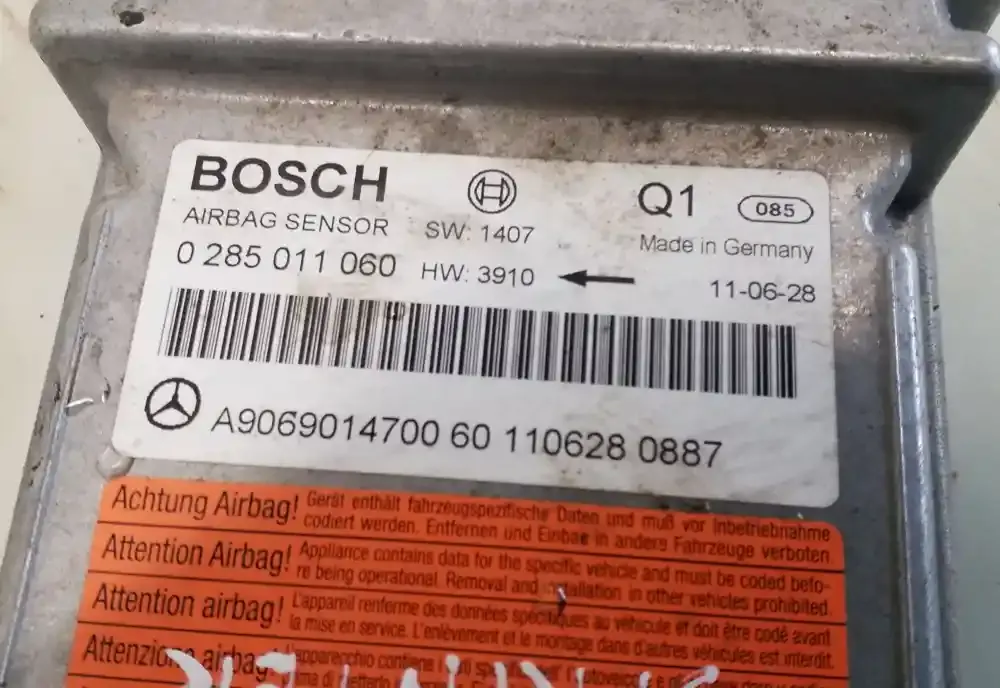 BOSCH
Q1 085
AIRBAG SENSOR SW: 1407 Made in Germany
0 285 011 060 HW: 3910 11-06-28
A9069014700 60 110628 0887
Achtung Airbag! Gerät enthält fahrzeugspezifische Daten und muß vor Inbetriebnahme
codiert werden. Entfernen und Einbau in andere Fahrzeuge verboten
Attention Airbag! Appliance contains data for the specific vehicle and must be coded befo-
re being operational. Removal and installation in other vehicles prohibited.
Attention airbag! L'appareil renferme des données spécifiques au véhicule et doit être codé avant
la mise en service. L'enlèvement et le montage dans d'autres véhicules est interdit.
Attenzione airbag! L'apparecchio contiene